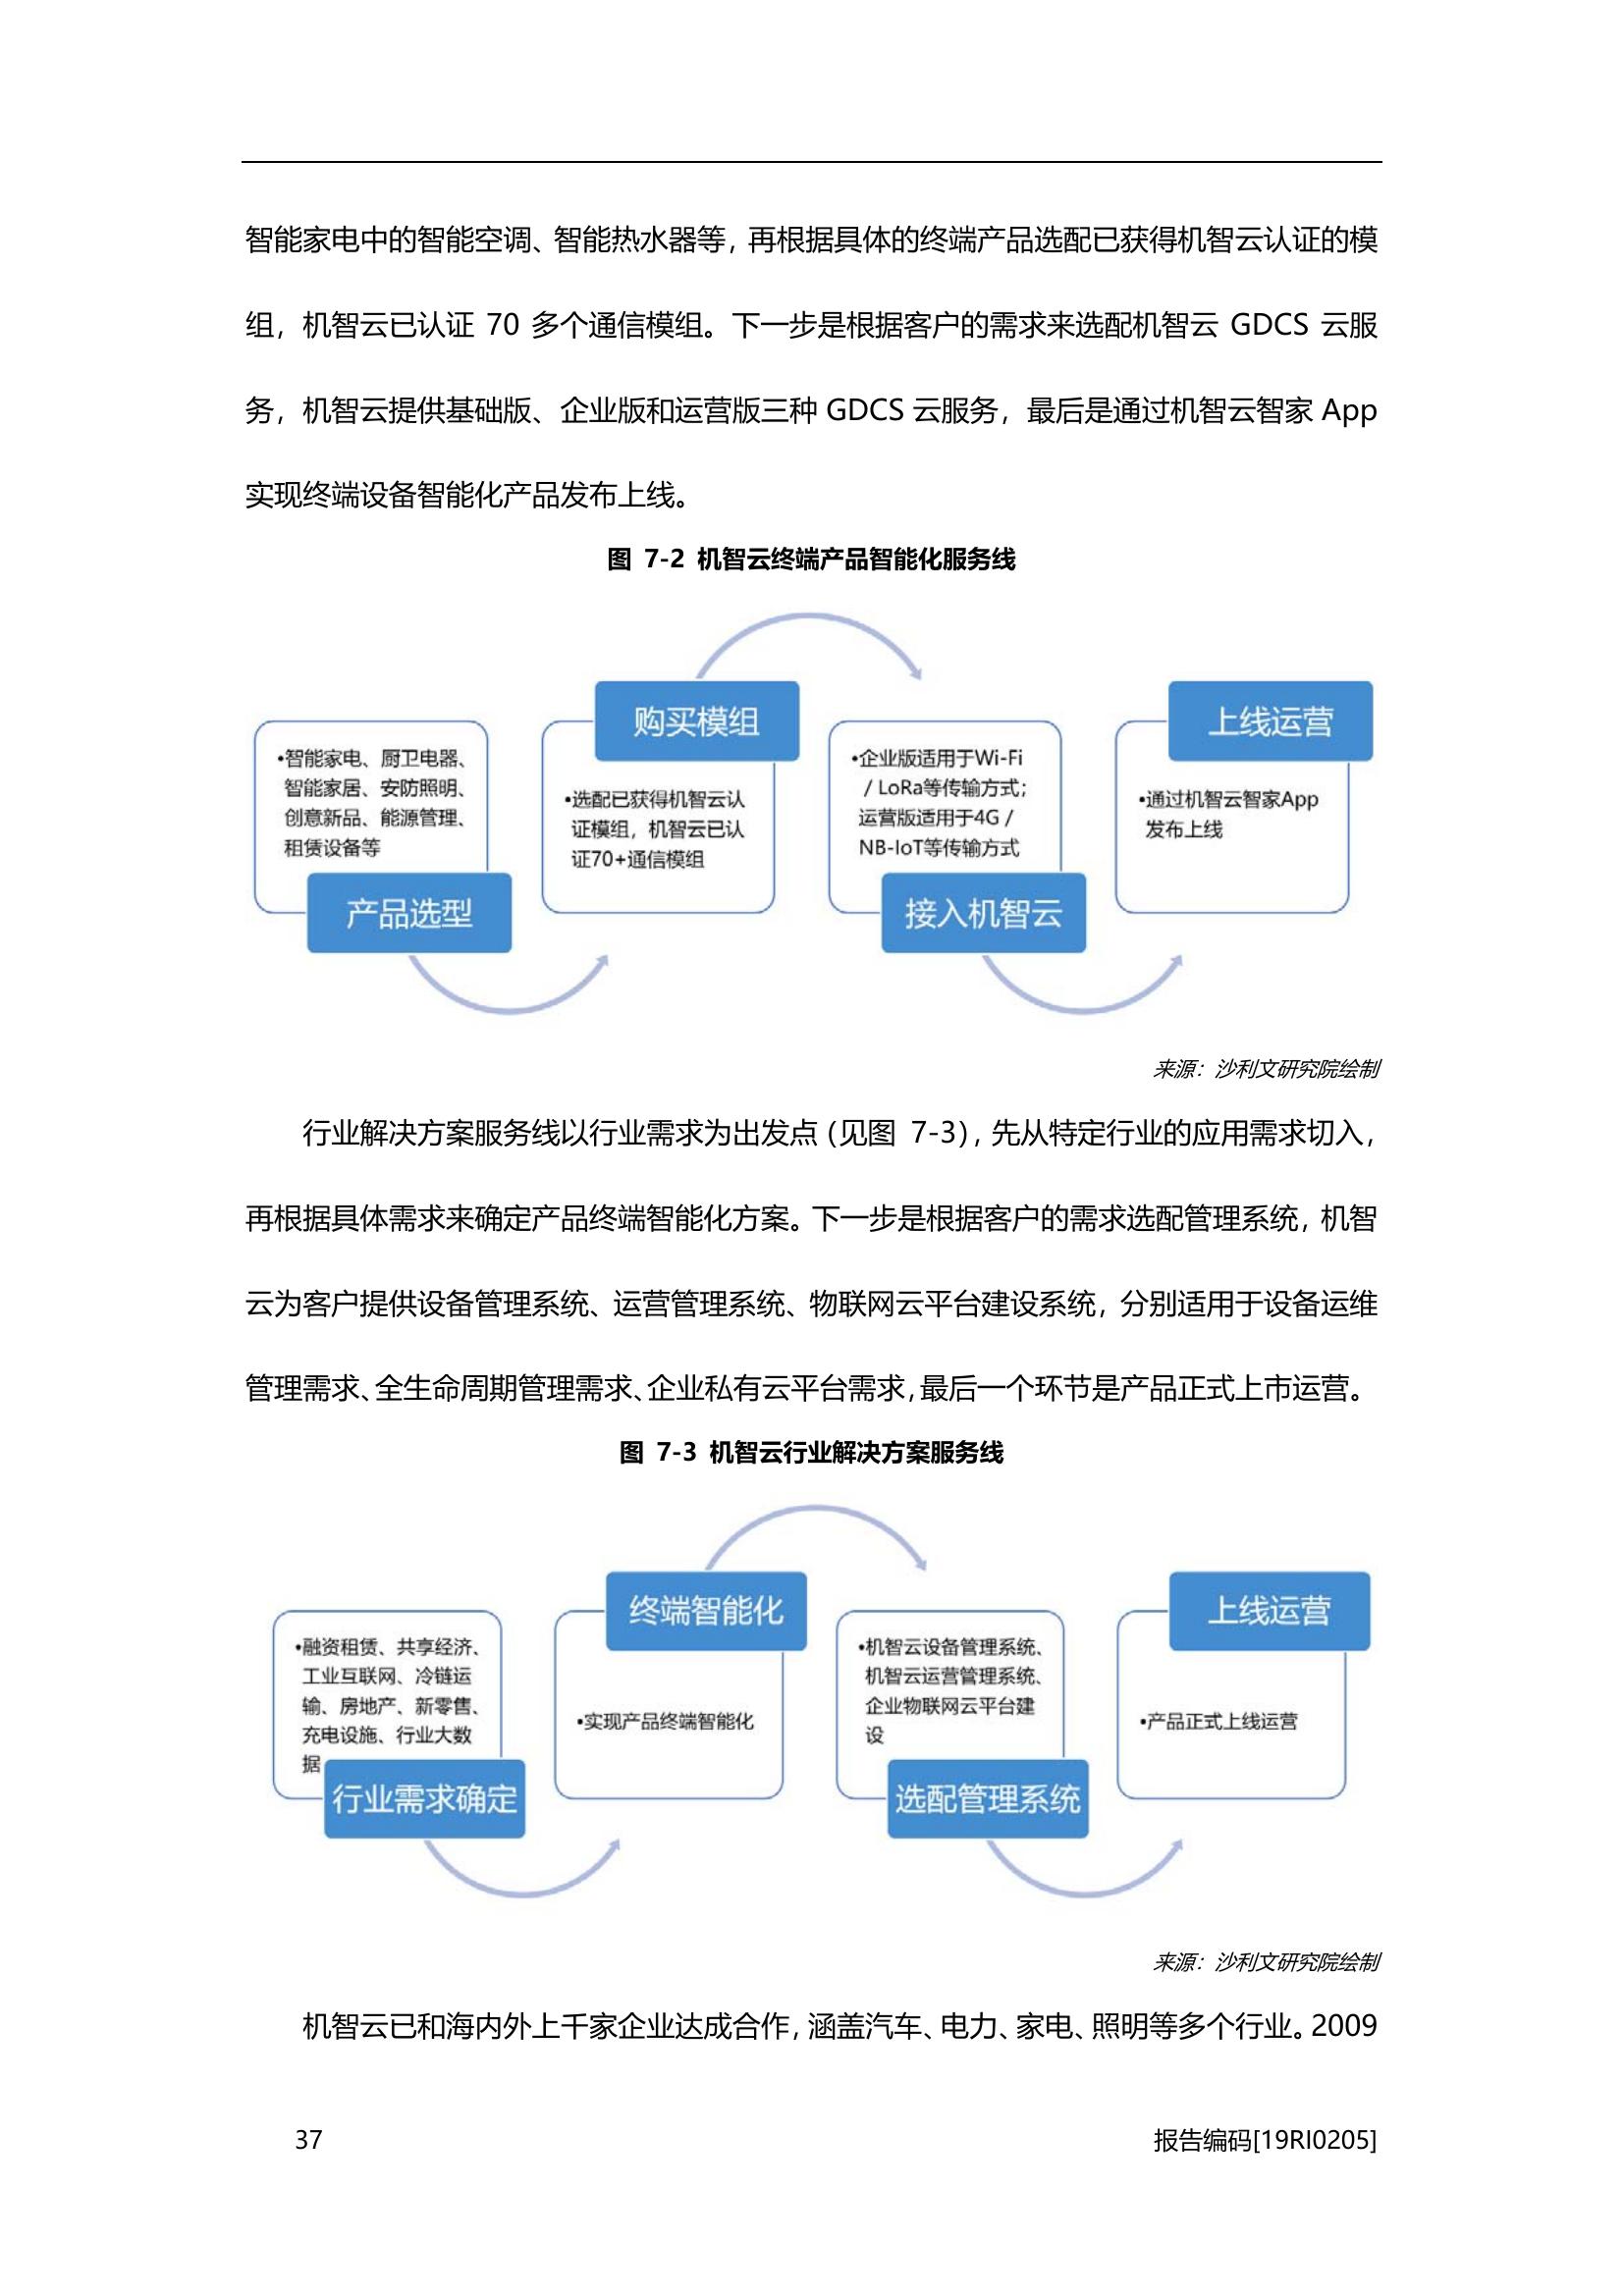 智能家电中的智能空调、智能热水器等，再根据具体的终端产品选配已获得机智云认证的模
组，机智云已认证 70 多个通信模组。下一步是根据客户的需求来选配机智云 GDCS 云服
务，机智云提供基础版、企业版和运营版三种 GDCS 云服务，最后是通过机智云智家 App
实现终端设备智能化产品发布上线。
图 7-2 机智云终端产品智能化服务线
•智能家电、厨卫电器、
智能家居、安防照明、
创意新品、能源管理、
租赁设备等
产品选型
购买模组
•选配已获得机智云认
证模组，机智云已认
证70+通信模组
•企业版适用于Wi-Fi
/ LoRa等传输方式；
运营版适用于4G /
NB-IoT等传输方式
接入机智云
上线运营
•通过机智云智家App
发布上线
来源：沙利文研究院绘制
行业解决方案服务线以行业需求为出发点（见图 7-3），先从特定行业的应用需求切入，
再根据具体需求来确定产品终端智能化方案。下一步是根据客户的需求选配管理系统，机智
云为客户提供设备管理系统、运营管理系统、物联网云平台建设系统，分别适用于设备运维
管理需求、全生命周期管理需求、企业私有云平台需求，最后一个环节是产品正式上市运营。
图 7-3 机智云行业解决方案服务线
•融资租赁、共享经济、
工业互联网、冷链运
输、房地产、新零售、
充电设施、行业大数
据
行业需求确定
终端智能化
•实现产品终端智能化
•机智云设备管理系统、
机智云运营管理系统、
企业物联网云平台建
设
选配管理系统
上线运营
•产品正式上线运营
来源：沙利文研究院绘制
机智云已和海内外上千家企业达成合作，涵盖汽车、电力、家电、照明等多个行业。2009
37
报告编码[19RI0205]